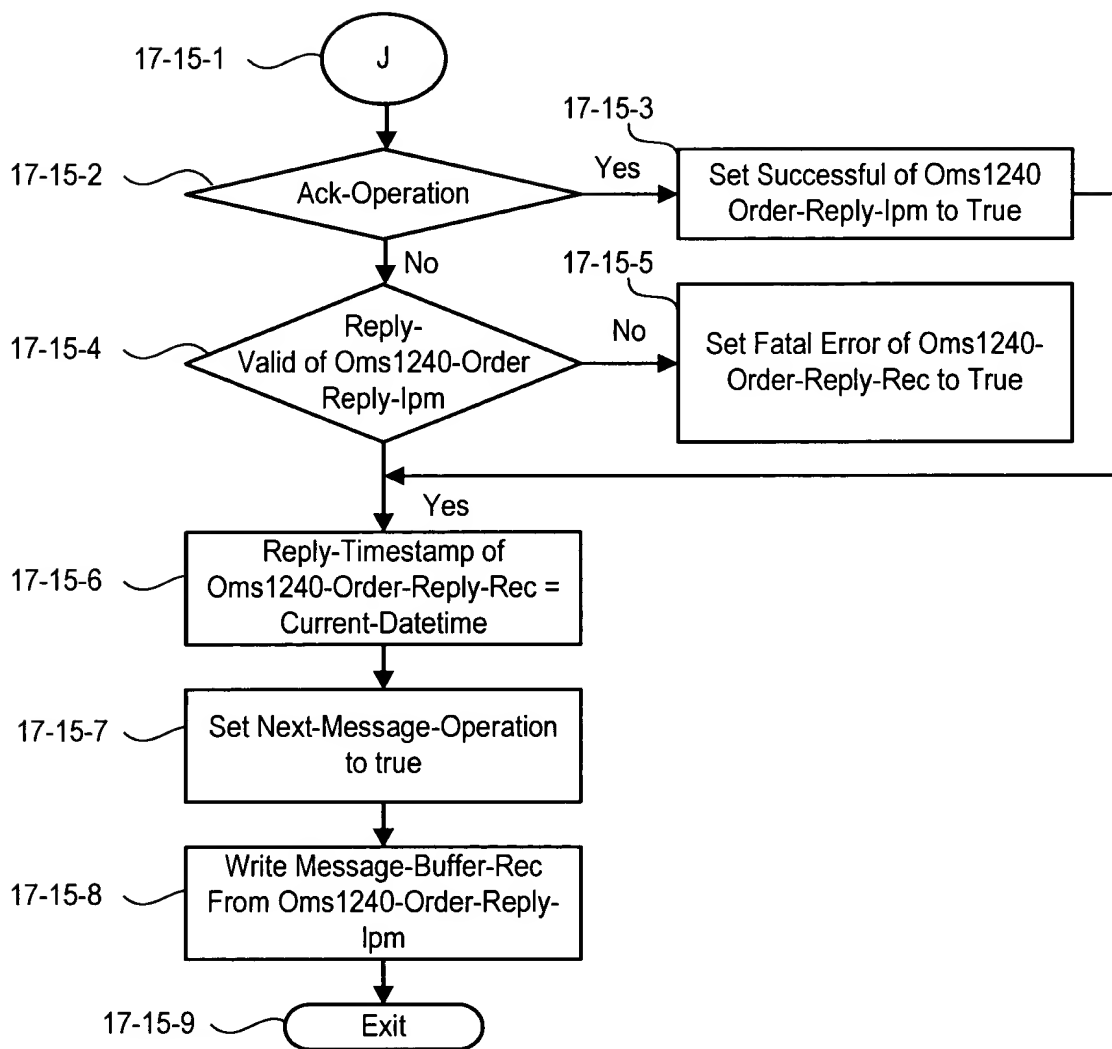 17-15-1
J
17-15-3
17-15-2
Ack-Operation
Yes
Set Successful of Oms1240
Order-Reply-Ipm to True
No
17-15-5
17-15-4
Reply-
Valid of Oms1240-Order
Reply-Ipm
No
Set Fatal Error of Oms1240-
Order-Reply-Rec to True
Yes
17-15-6
Reply-Timestamp of
Oms1240-Order-Reply-Rec =
Current-Datetime
17-15-7
Set Next-Message-Operation
to true
17-15-8
Write Message-Buffer-Rec
From Oms1240-Order-Reply-
Ipm
17-15-9
Exit